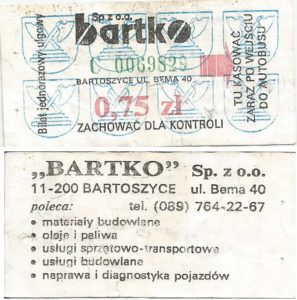 Sp z o.o.
bartko
C 0069825
BARTOSZYCE UL. BEMA 40
0,75 zł
ZACHOWAĆ DLA KONTROLI
Bilet jednorazowy ulgowy
TU KASOWAĆ
ZARAZ PO WEJŚCIU
DO AUTOBUSU
„BARTKO” Sp. z o.o.
11-200 BARTOSZYCE ul. Bema 40
poleca: tel. (089) 764-22-67
• materiały budowlane
• oleje i paliwa
• usługi sprzętowo-transportowe
• usługi budowlane
• naprawa i diagnostyka pojazdów